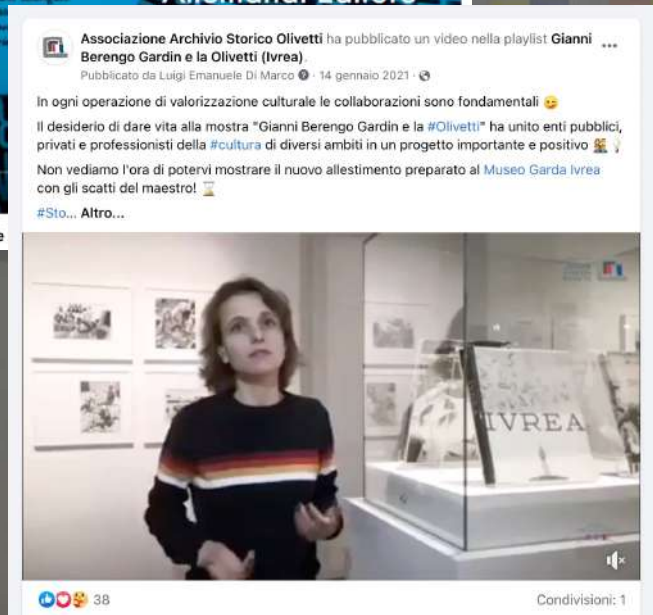 Associazione Archivio Storico Olivetti ha pubblicato un video nella playlist Gianni
Berengo Gardin e la Olivetti (Ivrea).
Pubblicato da Luigi Emanuele Di Marco · 14 gennaio 2021 ·
In ogni operazione di valorizzazione culturale le collaborazioni sono fondamentali
Il desiderio di dare vita alla mostra "Gianni Berengo Gardin e la #Olivetti" ha unito enti pubblici,
privati e professionisti della #cultura di diversi ambiti in un progetto importante e positivo
Non vediamo l'ora di potervi mostrare il nuovo allestimento preparato al Museo Garda Ivrea
con gli scatti del maestro!
#Sto... Altro...
IVREA
38
Condivisioni: 1